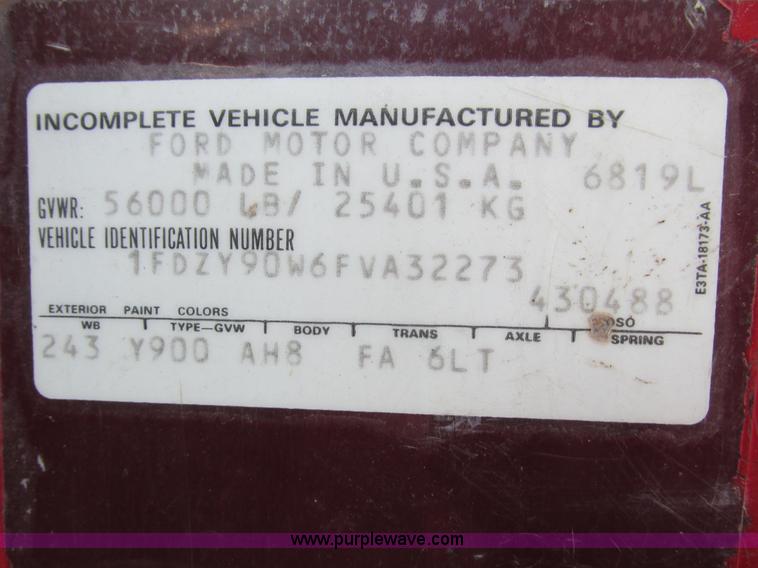 INCOMPLETE VEHICLE MANUFACTURED BY
FORD MOTOR COMPANY
MADE IN U.S.A. 6819L
GVWR: 56000 LB/ 25401 KG
VEHICLE IDENTIFICATION NUMBER
1FDZY90W6FVA32273
430488
E3TA-18173-AA
EXTERIOR PAINT COLORS DSO
WB TYPE—GVW BODY TRANS AXLE SPRING
243 Y900 AH8 FA 6LT
www.purplewave.com